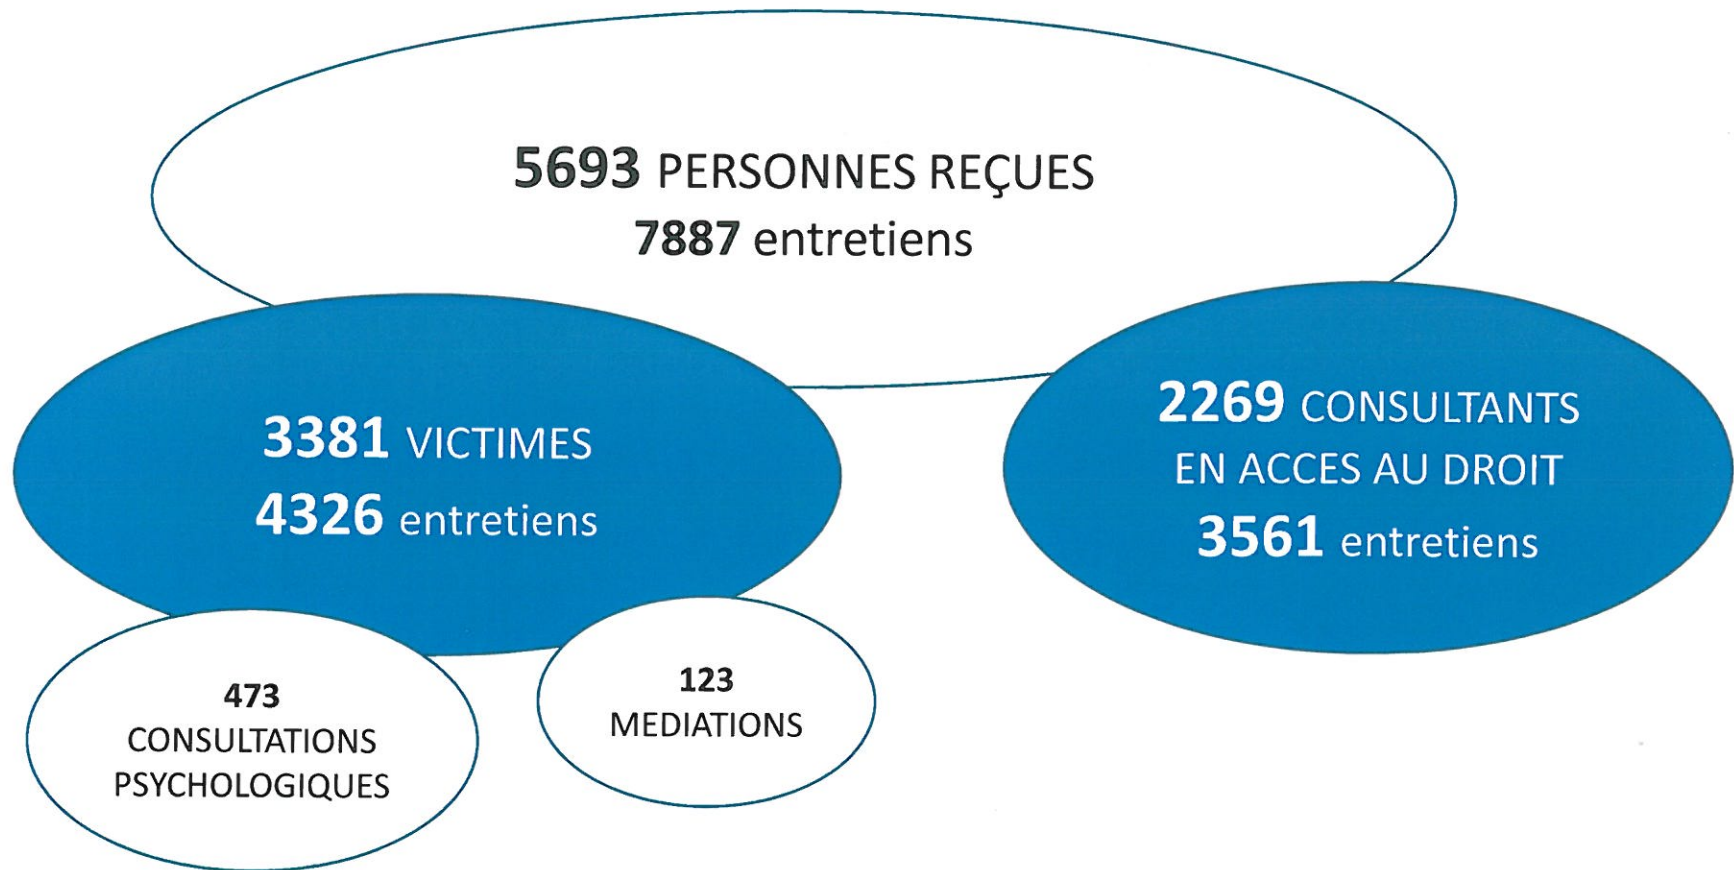 5693 PERSONNES REÇUES
7887 entretiens
3381 VICTIMES
4326 entretiens
2269 CONSULTANTS
EN ACCES AU DROIT
3561 entretiens
473
CONSULTATIONS
PSYCHOLOGIQUES
123
MEDIATIONS